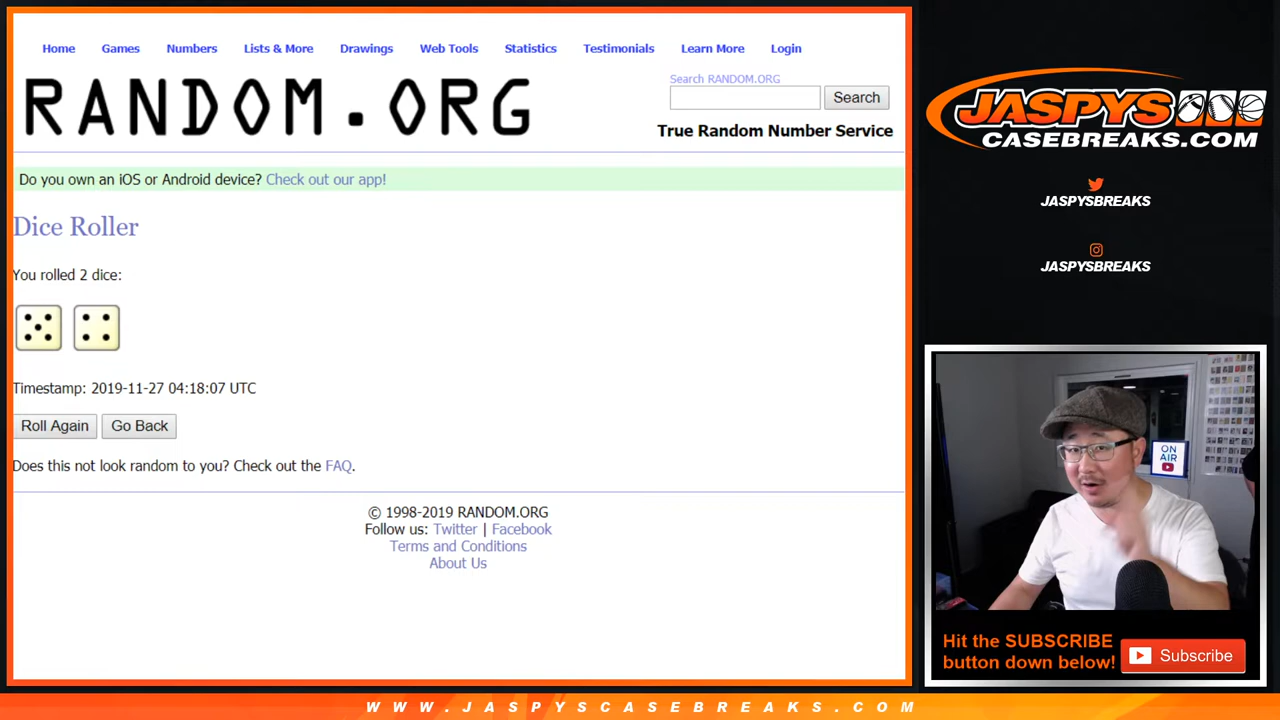 Home Games Numbers Lists & More Drawings Web Tools Statistics Testimonials Learn More Login
RANDOM.ORG
Search RANDOM.ORG
Search
True Random Number Service
Do you own an iOS or Android device? Check out our app!
Dice Roller
You rolled 2 dice:
Timestamp: 2019-11-27 04:18:07 UTC
Roll Again Go Back
Does this not look random to you? Check out the FAQ.
© 1998-2019 RANDOM.ORG
Follow us: Twitter | Facebook
Terms and Conditions
About Us
JASPYS
CASEBREAKS.COM
JASPYSBREAKS
JASPYSBREAKS
ON
AIR
Hit the SUBSCRIBE
button down below!
Subscribe
WWW.JASPYSCASEBREAKS.COM